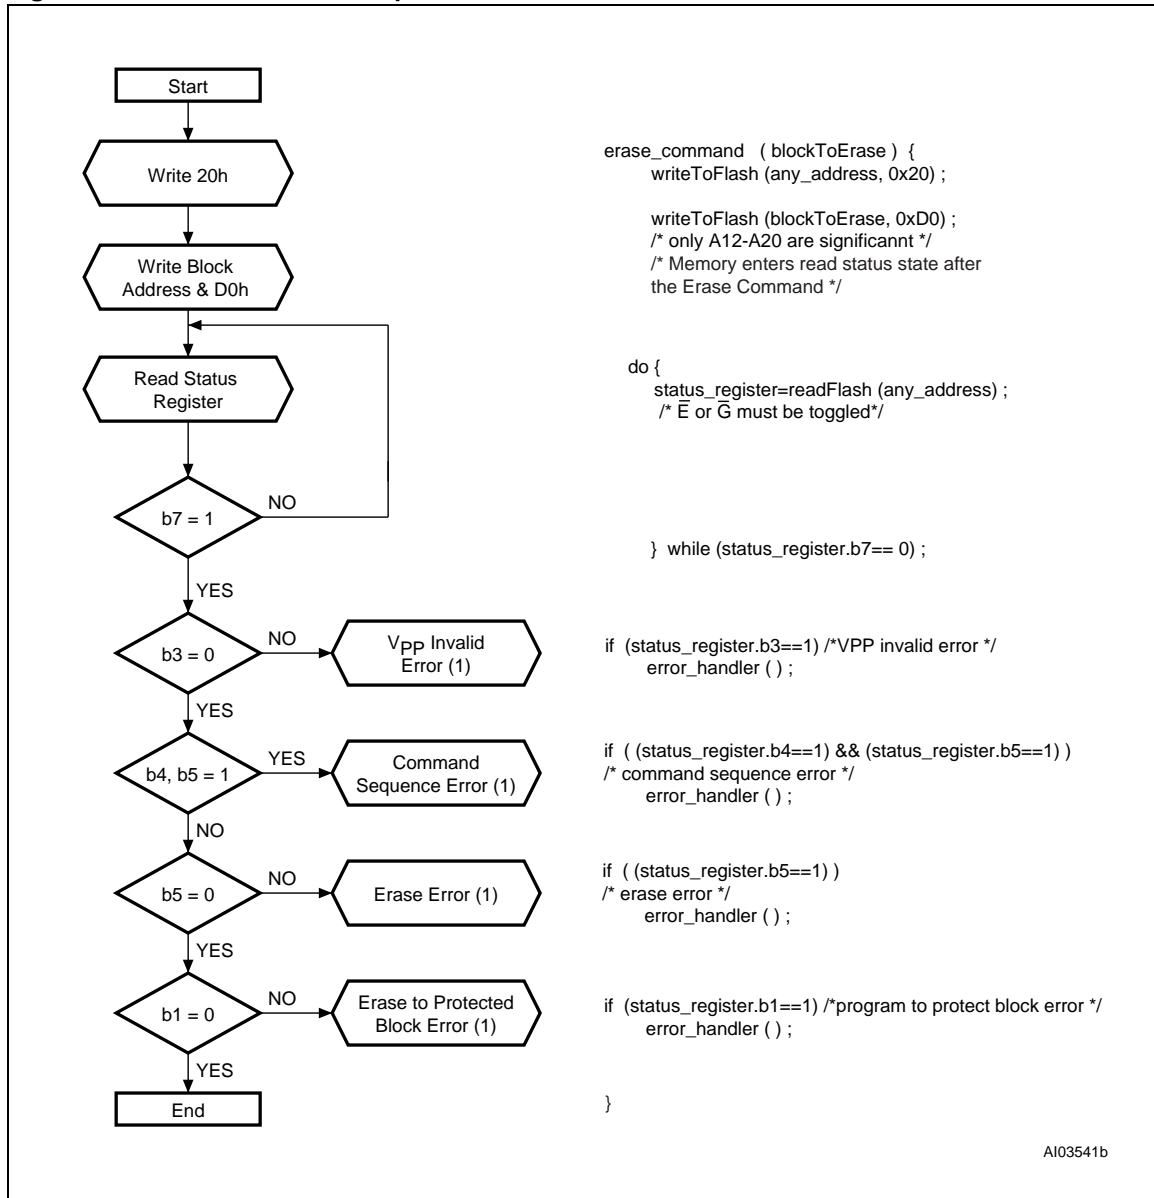 Start
Write 20h
Write Block
Address & D0h
Read Status
Register
b7 = 1
NO
YES
b3 = 0
NO
VPP Invalid
Error (1)
YES
b4, b5 = 1
YES
Command
Sequence Error (1)
NO
b5 = 0
NO
Erase Error (1)
YES
b1 = 0
NO
Erase to Protected
Block Error (1)
YES
End
erase_command ( blockToErase ) {
writeToFlash (any_address, 0x20) ;
writeToFlash (blockToErase, 0xD0) ;
/* only A12-A20 are significannt */
/* Memory enters read status state after
the Erase Command */
do {
status_register=readFlash (any_address) ;
/* E̅ or G̅ must be toggled*/
} while (status_register.b7== 0) ;
if (status_register.b3==1) /*VPP invalid error */
error_handler ( ) ;
if ( (status_register.b4==1) && (status_register.b5==1) )
/* command sequence error */
error_handler ( ) ;
if ( (status_register.b5==1) )
/* erase error */
error_handler ( ) ;
if (status_register.b1==1) /*program to protect block error */
error_handler ( ) ;
}
AI03541b